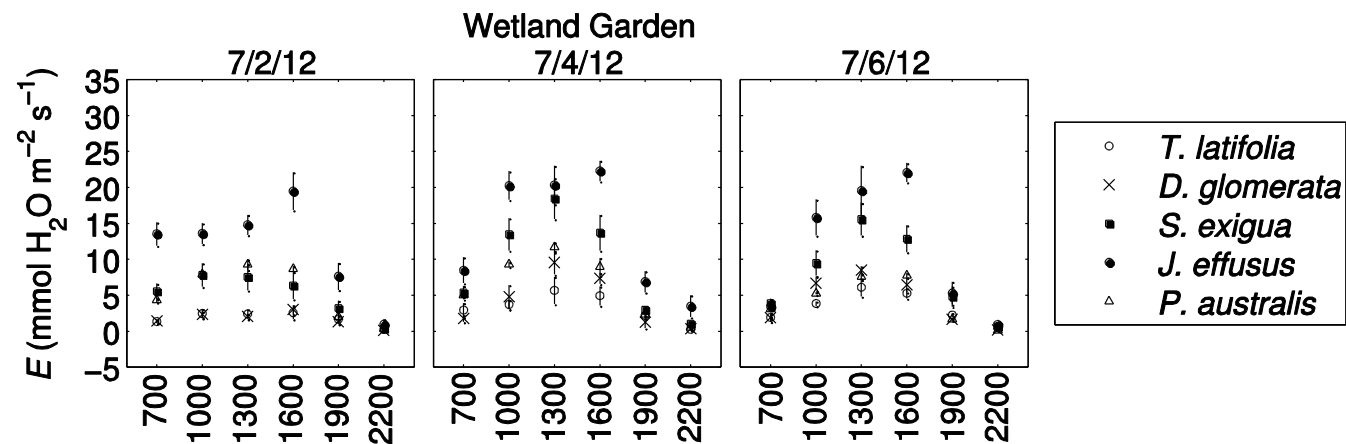 Wetland Garden
7/2/12 7/4/12 7/6/12
E (mmol H₂O m⁻² s⁻¹)
35
30
25
20
15
10
5
0
−5
700 1000 1300 1600 1900 2200 700 1000 1300 1600 1900 2200 700 1000 1300 1600 1900 2200
T. latifolia
D. glomerata
S. exigua
J. effusus
P. australis